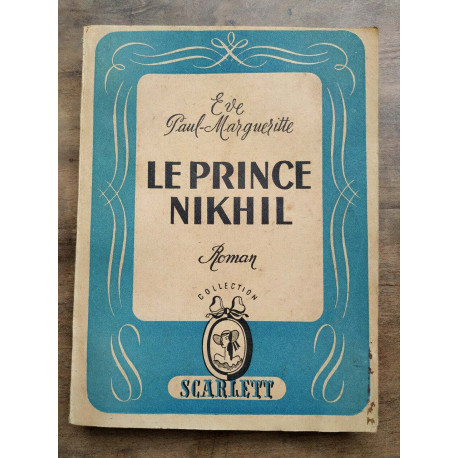 Eve
Paul-Margueritte
LE PRINCE
NIKHIL
Roman
COLLECTION
SCARLETT